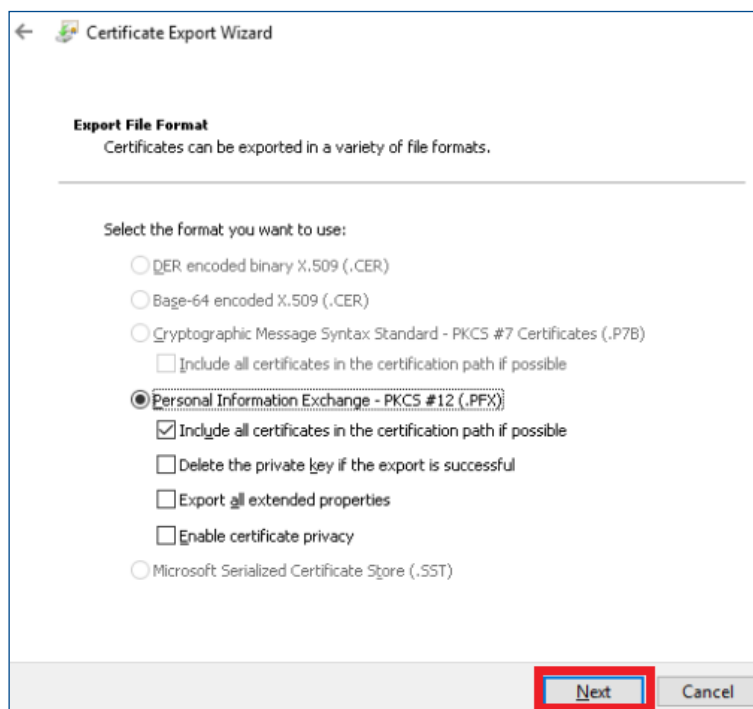 Certificate Export Wizard
Export File Format
Certificates can be exported in a variety of file formats.
Select the format you want to use:
DER encoded binary X.509 (.CER)
Base-64 encoded X.509 (.CER)
Cryptographic Message Syntax Standard - PKCS #7 Certificates (.P7B)
Include all certificates in the certification path if possible
Personal Information Exchange - PKCS #12 (.PFX)
Include all certificates in the certification path if possible
Delete the private key if the export is successful
Export all extended properties
Enable certificate privacy
Microsoft Serialized Certificate Store (.SST)
Next Cancel